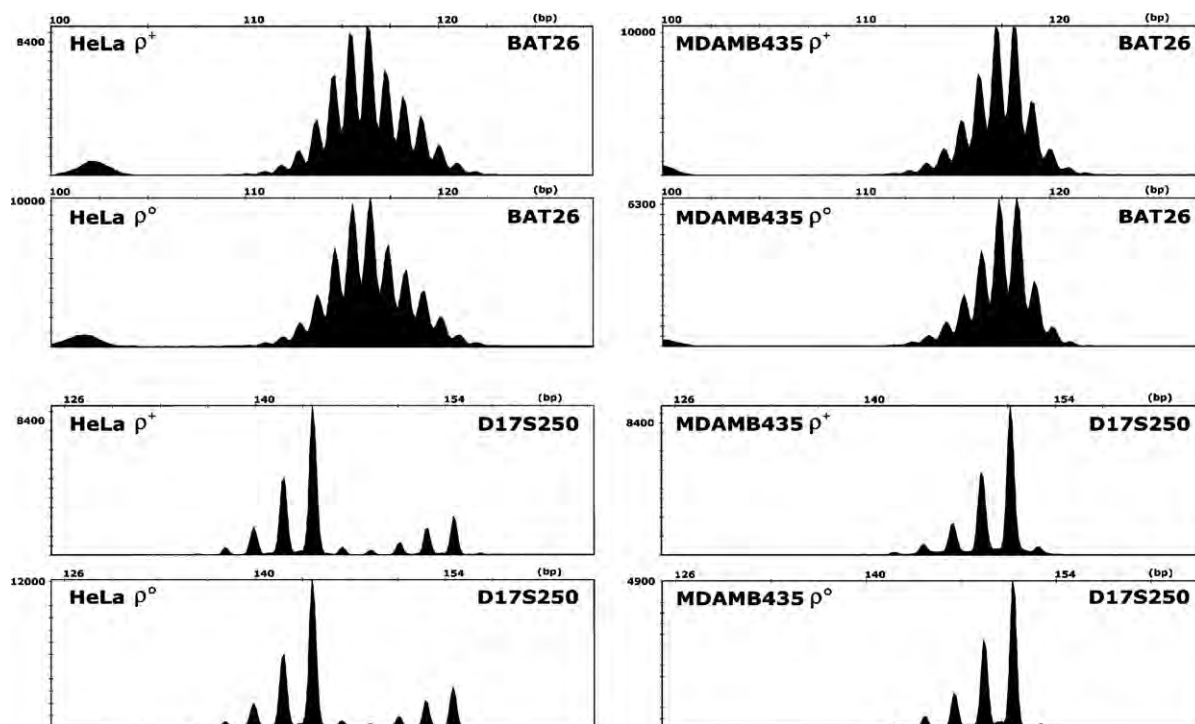 100 110 120 (bp)
8400
HeLa ρ⁺ BAT26
100 110 120 (bp)
10000
MDAMB435 ρ⁺ BAT26
100 110 120 (bp)
10000
HeLa ρ° BAT26
100 110 120 (bp)
6300
MDAMB435 ρ° BAT26
126 140 154 (bp)
8400
HeLa ρ⁺ D17S250
126 140 154 (bp)
8400
MDAMB435 ρ⁺ D17S250
126 140 154 (bp)
12000
HeLa ρ° D17S250
126 140 154 (bp)
4900
MDAMB435 ρ° D17S250